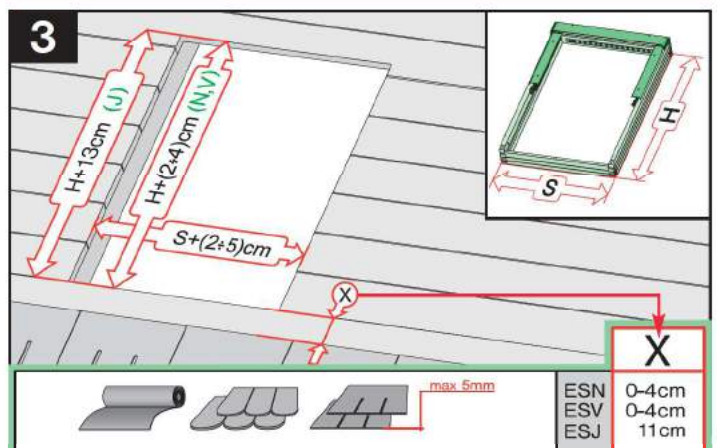 3
H+13cm (J)
H+(2÷4)cm (N,V)
S+(2÷5)cm
H
S
X
X
max 5mm
ESN 0-4cm
ESV 0-4cm
ESJ 11cm